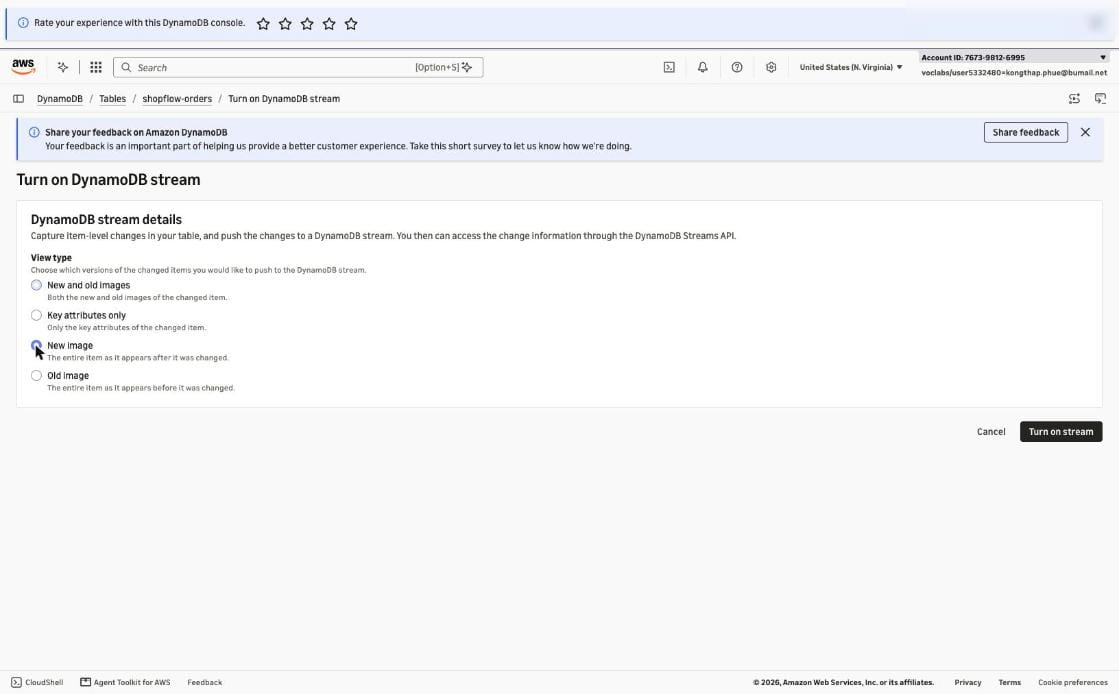 Rate your experience with this DynamoDB console.
aws
Search [Option+S]
United States (N. Virginia)
Account ID: 7673-9812-6995
voclabs/user5332480=kongthap.phue@bumail.net
DynamoDB / Tables / shopflow-orders / Turn on DynamoDB stream
Share your feedback on Amazon DynamoDB
Your feedback is an important part of helping us provide a better customer experience. Take this short survey to let us know how we're doing.
Share feedback
Turn on DynamoDB stream
DynamoDB stream details
Capture item-level changes in your table, and push the changes to a DynamoDB stream. You then can access the change information through the DynamoDB Streams API.
View type
Choose which versions of the changed items you would like to push to the DynamoDB stream.
New and old images
Both the new and old images of the changed item.
Key attributes only
Only the key attributes of the changed item.
New image
The entire item as it appears after it was changed.
Old image
The entire item as it appears before it was changed.
Cancel Turn on stream
CloudShell Agent Toolkit for AWS Feedback © 2026, Amazon Web Services, Inc. or its affiliates. Privacy Terms Cookie preferences